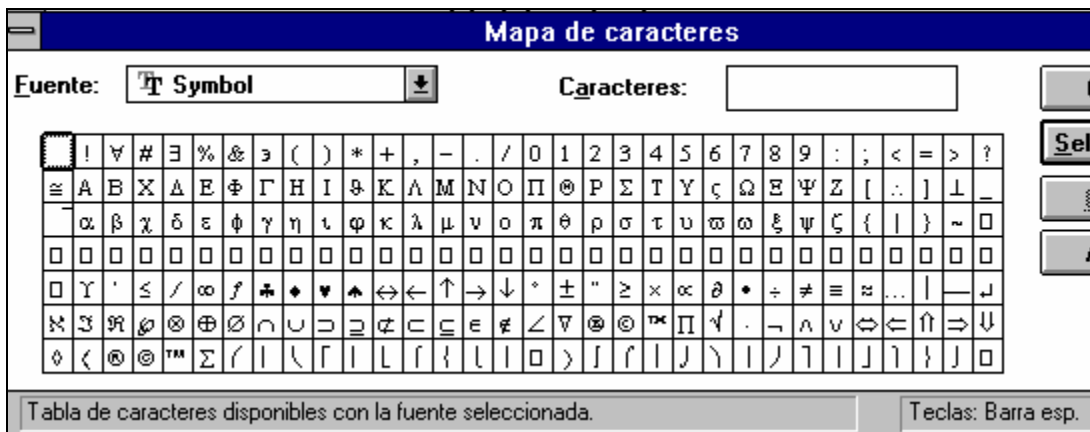 Mapa de caracteres
Fuente: Symbol Caracteres:
! ∀ # ∃ % & ∍ ( ) * + , − . / 0 1 2 3 4 5 6 7 8 9 : ; < = > ?
≅ Α Β Χ Δ Ε Φ Γ Η Ι ϑ Κ Λ Μ Ν Ο Π Θ Ρ Σ Τ Υ ς Ω Ξ Ψ Ζ [ ∴ ] ⊥ _
‾ α β χ δ ε φ γ η ι ϕ κ λ μ ν ο π θ ρ σ τ υ ϖ ω ξ ψ ζ { | } ~ □
□ □ □ □ □ □ □ □ □ □ □ □ □ □ □ □ □ □ □ □ □ □ □ □ □ □ □ □ □ □ □ □
□ ϒ ′ ≤ ⁄ ∞ ƒ ♣ ♦ ♥ ♠ ↔ ← ↑ → ↓ ° ± ″ ≥ × ∝ ∂ • ÷ ≠ ≡ ≈ … | — ↵
ℵ ℑ ℜ ℘ ⊗ ⊕ ∅ ∩ ∪ ⊃ ⊇ ⊄ ⊂ ⊆ ∈ ∉ ∠ ∇ ® © ™ ∏ √ ⋅ ¬ ∧ ∨ ⇔ ⇐ ⇑ ⇒ ⇓
◊ 〈 ® © ™ ∑ ⎛ ⎜ ⎝ ⎡ ⎢ ⎣ ⎧ ⎨ ⎩ ⎪ □ 〉 ∫ ⌠ ⎮ ⌡ ⎞ ⎟ ⎠ ⎤ ⎥ ⎦ ⎫ ⎬ ⎭ □
Sel
Tabla de caracteres disponibles con la fuente seleccionada. Teclas: Barra esp.